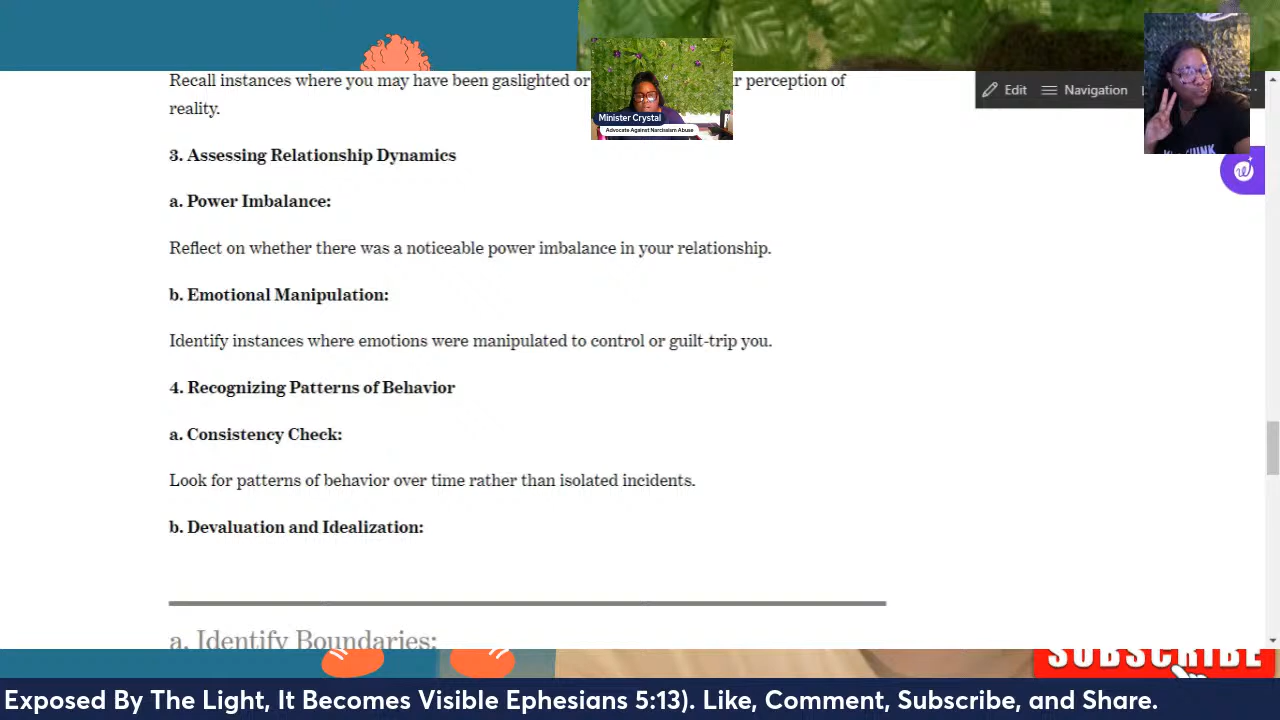 Recall instances where you may have been gaslighted or
r perception of
reality.
Edit
Navigation
Minister Crystal
Advocate Against Narcissism Abuse
3. Assessing Relationship Dynamics
a. Power Imbalance:
Reflect on whether there was a noticeable power imbalance in your relationship.
b. Emotional Manipulation:
Identify instances where emotions were manipulated to control or guilt-trip you.
4. Recognizing Patterns of Behavior
a. Consistency Check:
Look for patterns of behavior over time rather than isolated incidents.
b. Devaluation and Idealization:
a. Identify Boundaries:
SUBSCRIBE
Exposed By The Light, It Becomes Visible Ephesians 5:13). Like, Comment, Subscribe, and Share.